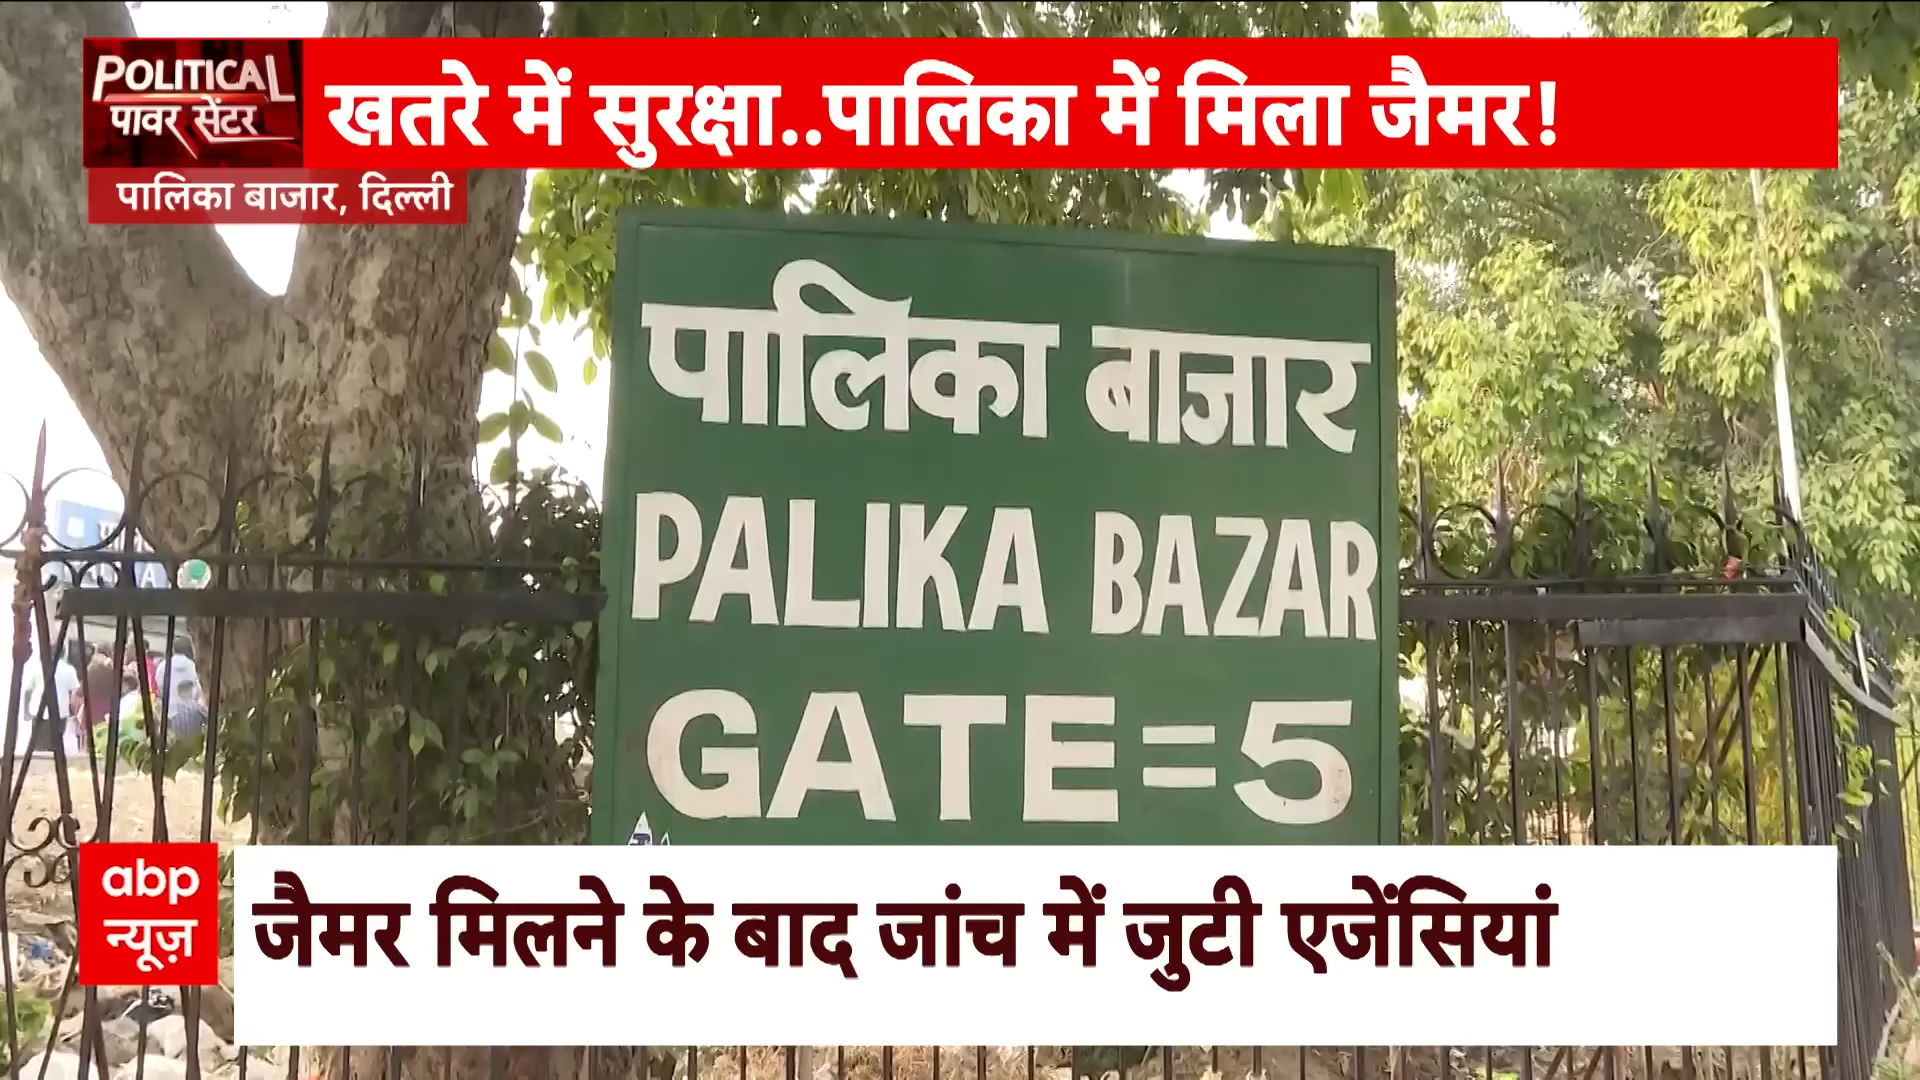 POLITICAL
पावर सेंटर
खतरे में सुरक्षा..पालिका में मिला जैमर!
पालिका बाजार, दिल्ली
पालिका बाजार
PALIKA BAZAR
GATE=5
abp
न्यूज़
जैमर मिलने के बाद जांच में जुटी एजेंसियां